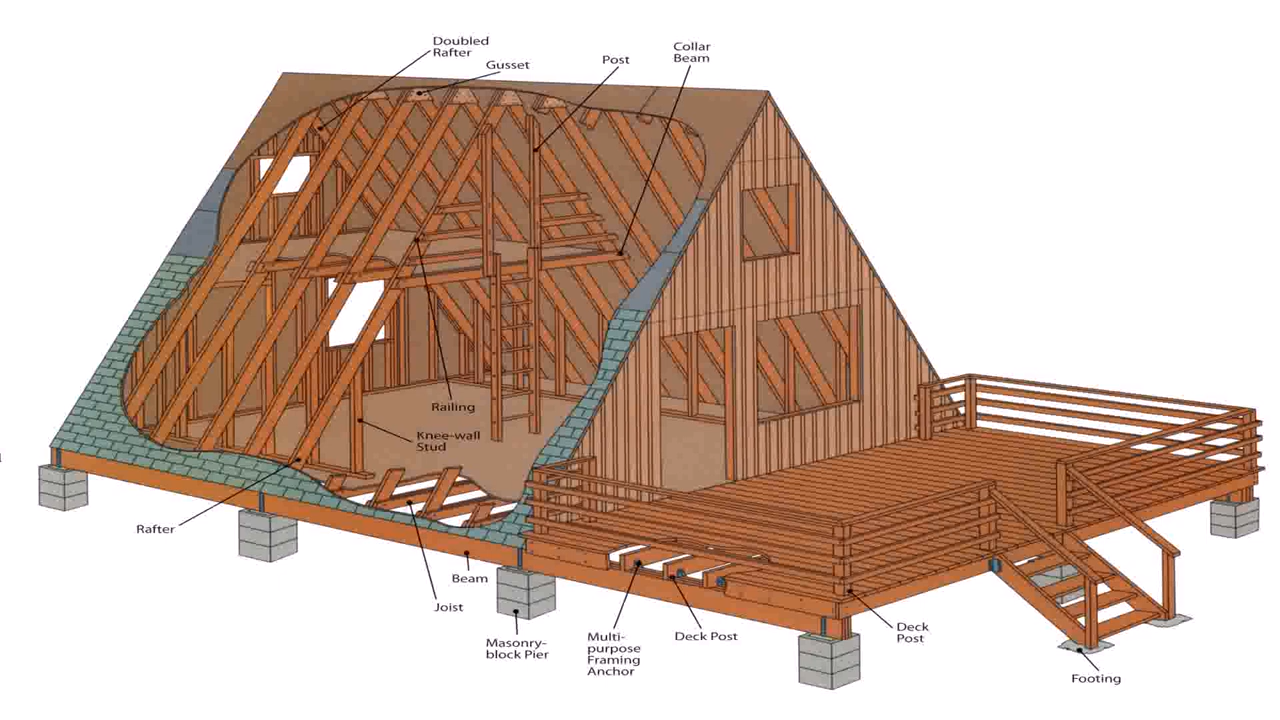 Doubled
Rafter
Gusset
Post
Collar
Beam
Railing
Knee-wall
Stud
Rafter
Beam
Joist
Masonry-
block Pier
Multi-
purpose
Framing
Anchor
Deck Post
Deck
Post
Footing